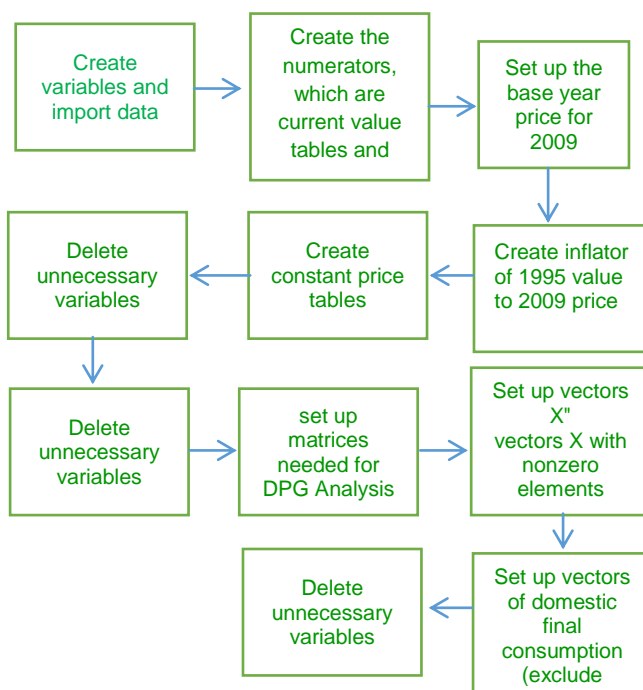 Create
variables and
import data
Create the
numerators,
which are
current value
tables and
Set up the
base year
price for
2009
Create inflator
of 1995 value
to 2009 price
Create
constant price
tables
Delete
unnecessary
variables
Delete
unnecessary
variables
set up
matrices
needed for
DPG Analysis
Set up vectors
X"
vectors X with
nonzero
elements
Set up vectors
of domestic
final
consumption
(exclude
Delete
unnecessary
variables